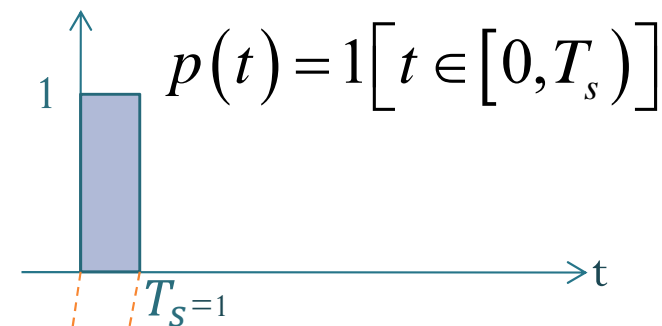 p(t) = 1[t ∈ [0, T_s)]
1
t
T_s=1